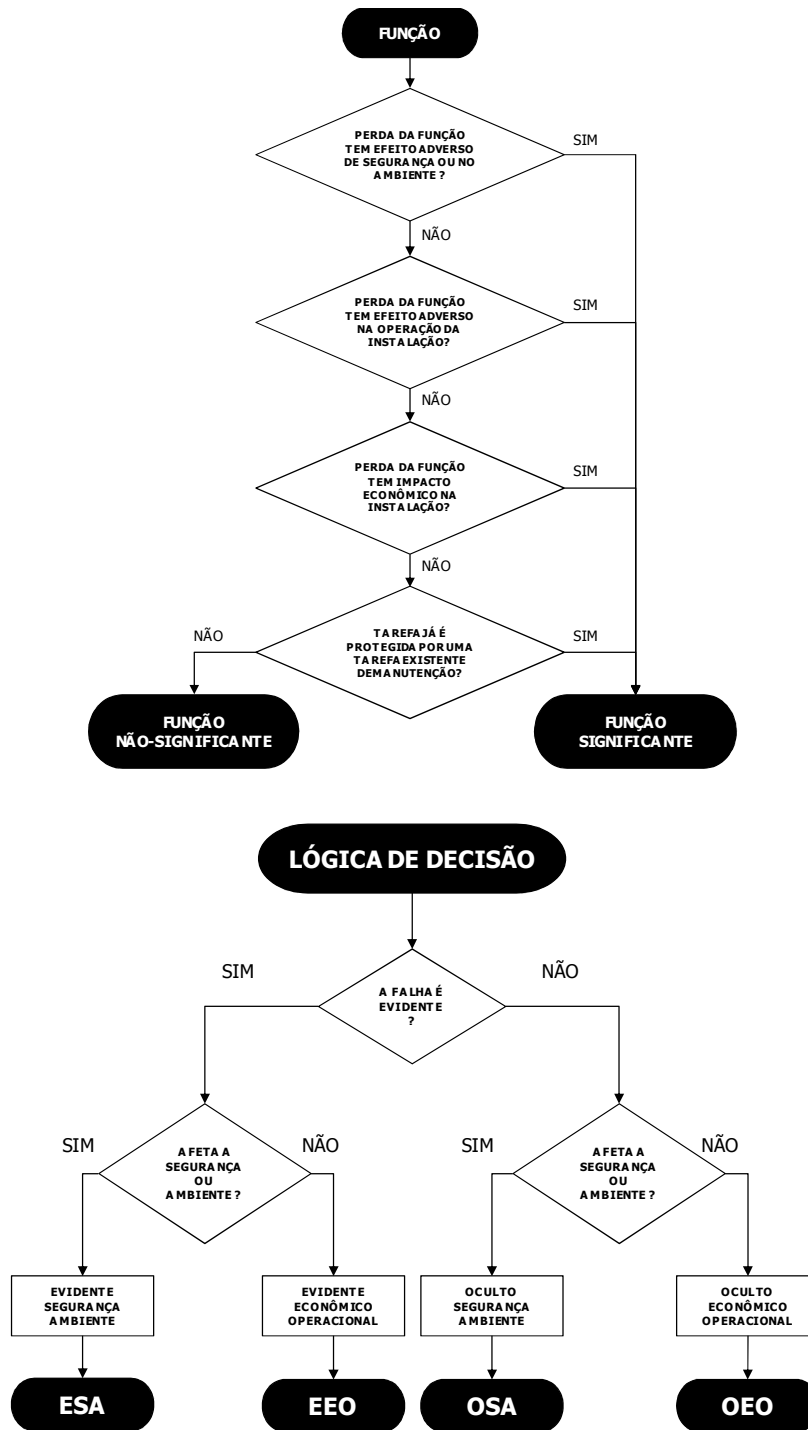 FUNÇÃO
PERDA DA FUNÇÃO
TEM EFEITO ADVERSO
DE SEGURANÇA OU NO
AMBIENTE ?
SIM
NÃO
PERDA DA FUNÇÃO
TEM EFEITO ADVERSO
NA OPERAÇÃO DA
INSTALAÇÃO?
SIM
NÃO
PERDA DA FUNÇÃO
TEM IMPACTO
ECONÔMICO NA
INSTALAÇÃO?
SIM
NÃO
TAREFA JÁ É
PROTEGIDA POR UMA
TAREFA EXISTENTE
DE MANUTENÇÃO?
NÃO
SIM
FUNÇÃO
NÃO-SIGNIFICANTE
FUNÇÃO
SIGNIFICANTE
LÓGICA DE DECISÃO
SIM
NÃO
A FALHA É
EVIDENTE
?
SIM
AFETA A
SEGURANÇA
OU
AMBIENTE ?
NÃO
SIM
AFETA A
SEGURANÇA
OU
AMBIENTE ?
NÃO
EVIDENTE
SEGURANÇA
AMBIENTE
EVIDENTE
ECONÔMICO
OPERACIONAL
OCULTO
SEGURANÇA
AMBIENTE
OCULTO
ECONÔMICO
OPERACIONAL
ESA
EEO
OSA
OEO